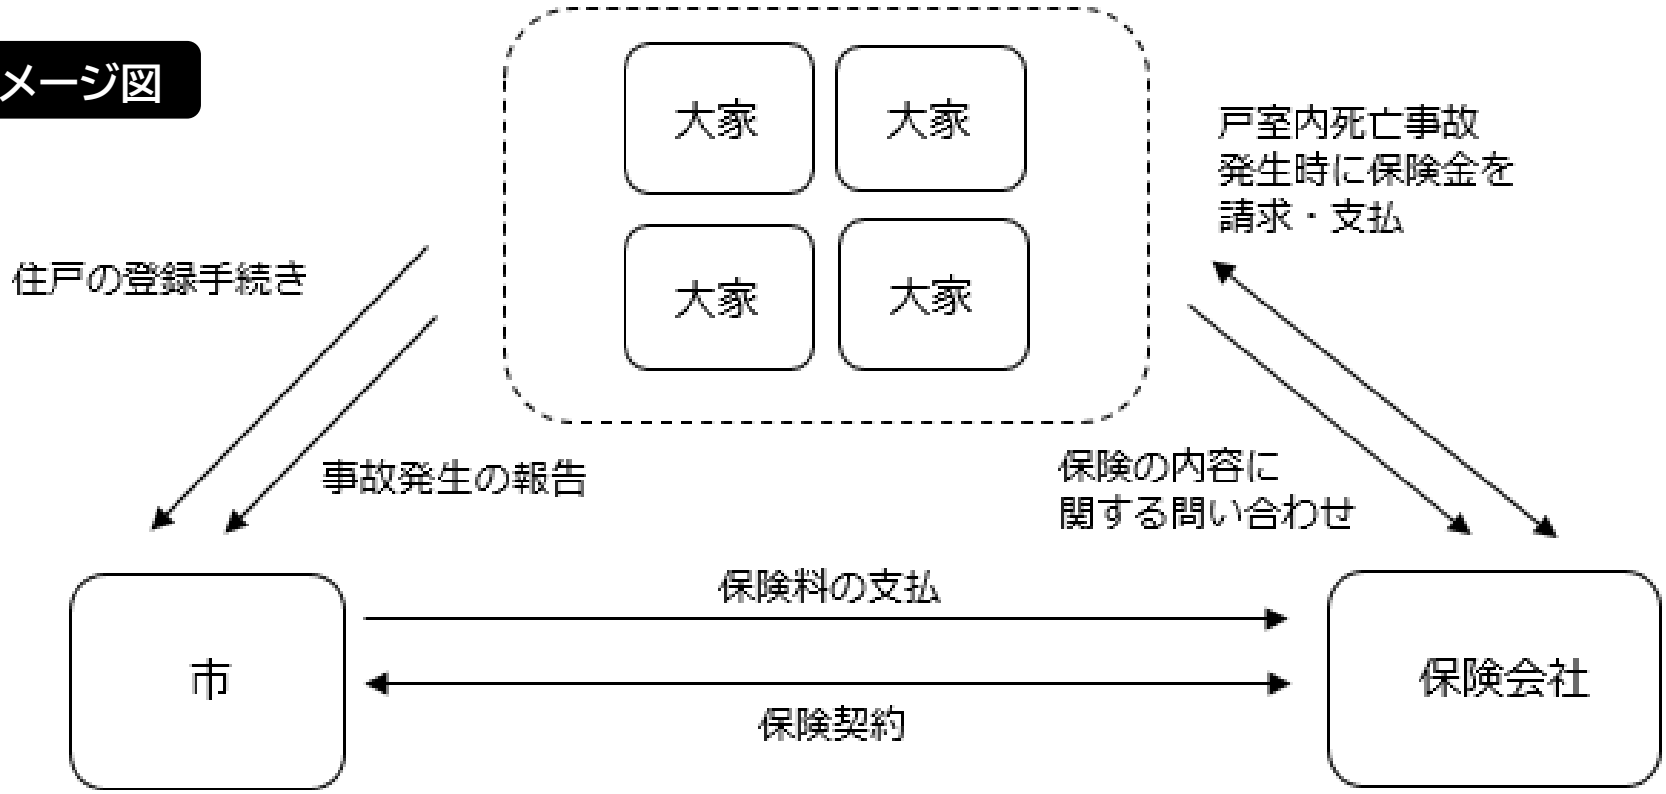 メージ図
大家
大家
大家
大家
戸室内死亡事故
発生時に保険金を
請求・支払
住戸の登録手続き
事故発生の報告
保険の内容に
関する問い合わせ
保険料の支払
市
保険会社
保険契約